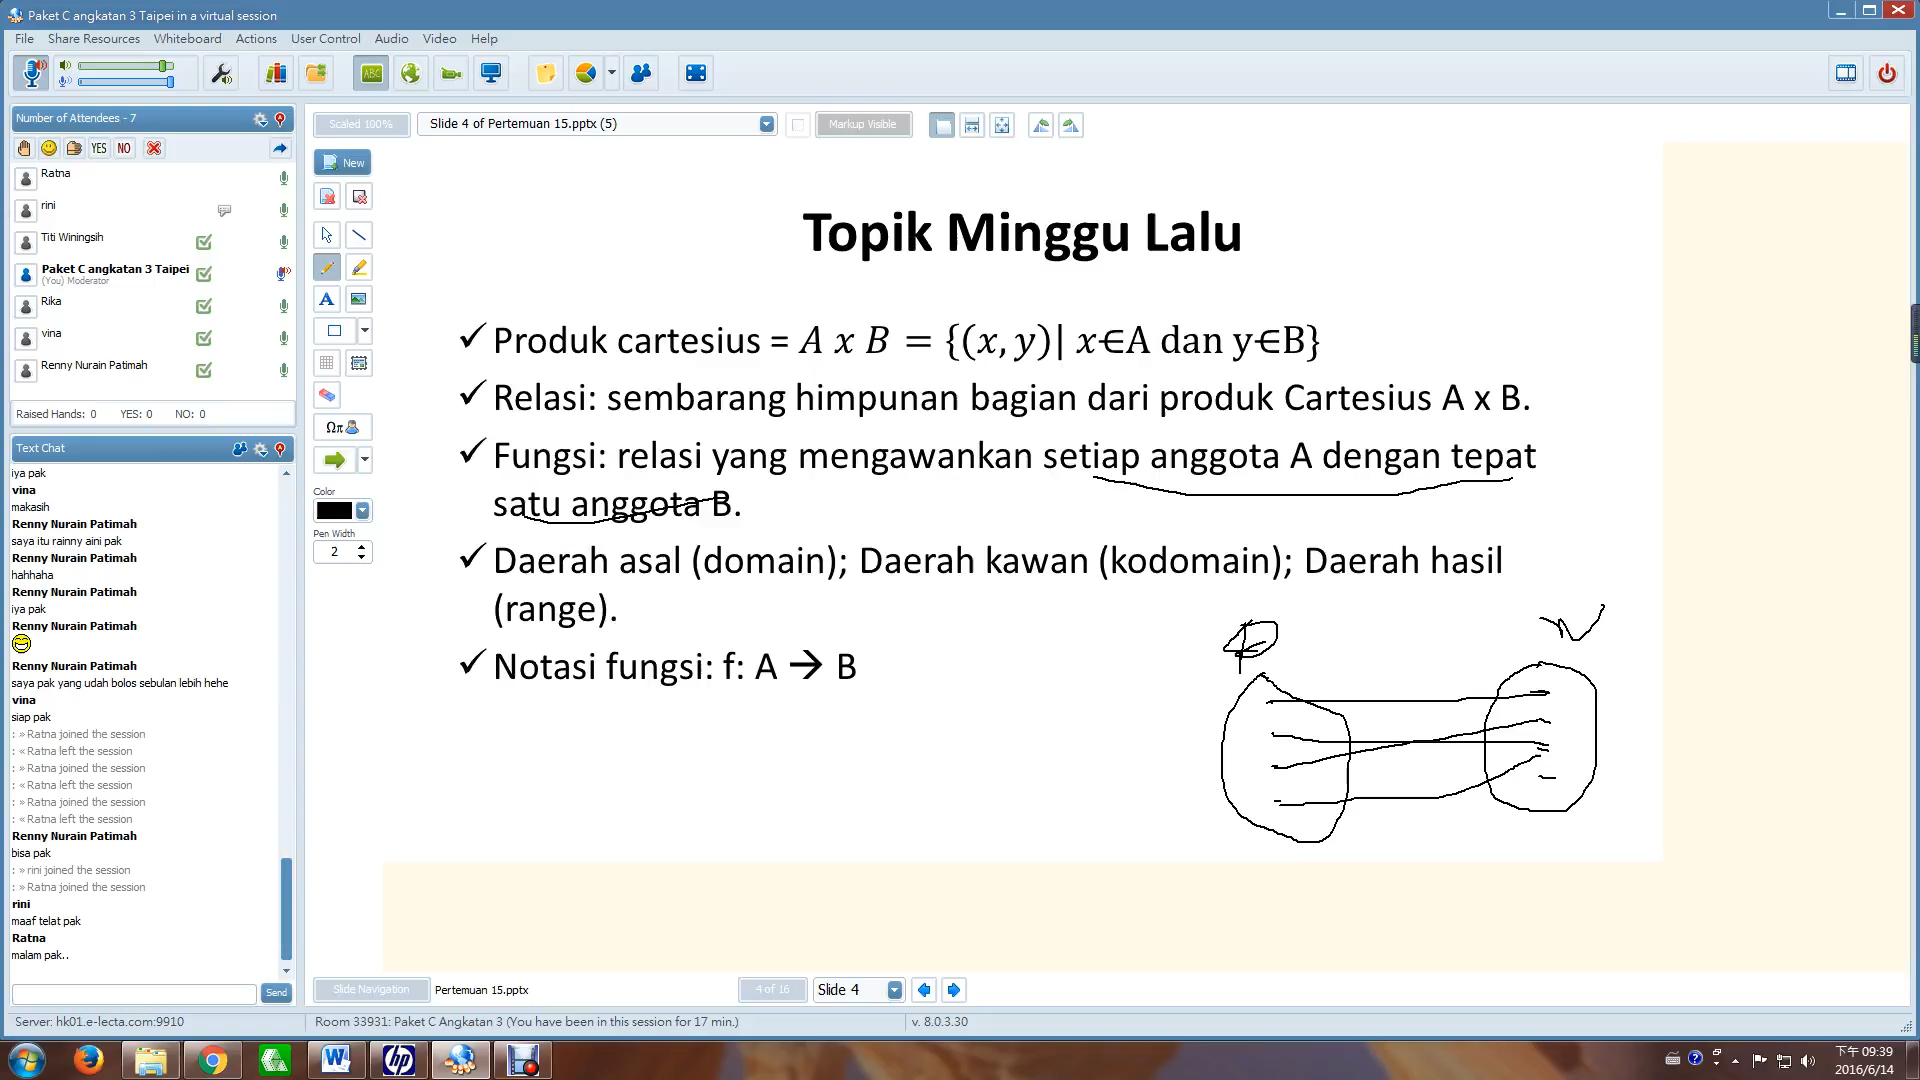 Paket C angkatan 3 Taipei in a virtual session
File Share Resources Whiteboard Actions User Control Audio Video Help
Number of Attendees - 7
Scaled 100%
Slide 4 of Pertemuan 15.pptx (5)
Markup Visible
YES NO
New
Ratna
rini
Titi Winingsih
Paket C angkatan 3 Taipei
(You) Moderator
Rika
vina
Renny Nurain Patimah
Raised Hands: 0 YES: 0 NO: 0
Text Chat
iya pak
vina
makasih
Renny Nurain Patimah
saya itu rainny aini pak
Renny Nurain Patimah
hahhaha
Renny Nurain Patimah
iya pak
Renny Nurain Patimah
Renny Nurain Patimah
saya pak yang udah bolos sebulan lebih hehe
vina
siap pak
: » Ratna joined the session
: « Ratna left the session
: » Ratna joined the session
: « Ratna left the session
: » Ratna joined the session
: « Ratna left the session
Renny Nurain Patimah
bisa pak
: » rini joined the session
: » Ratna joined the session
rini
maaf telat pak
Ratna
malam pak..
Send
ABC
A
Ωπ
Color
Pen Width
2
Topik Minggu Lalu
✓ Produk cartesius = A x B = {(x, y)| x∈A dan y∈B}
✓ Relasi: sembarang himpunan bagian dari produk Cartesius A x B.
✓ Fungsi: relasi yang mengawankan setiap anggota A dengan tepat
satu anggota B.
✓ Daerah asal (domain); Daerah kawan (kodomain); Daerah hasil
(range).
✓ Notasi fungsi: f: A → B
Slide Navigation
Pertemuan 15.pptx
4 of 16
Slide 4
Server: hk01.e-lecta.com:9910
Room 33931: Paket C Angkatan 3 (You have been in this session for 17 min.)
v. 8.0.3.30
W
hp
下午 09:39
2016/6/14